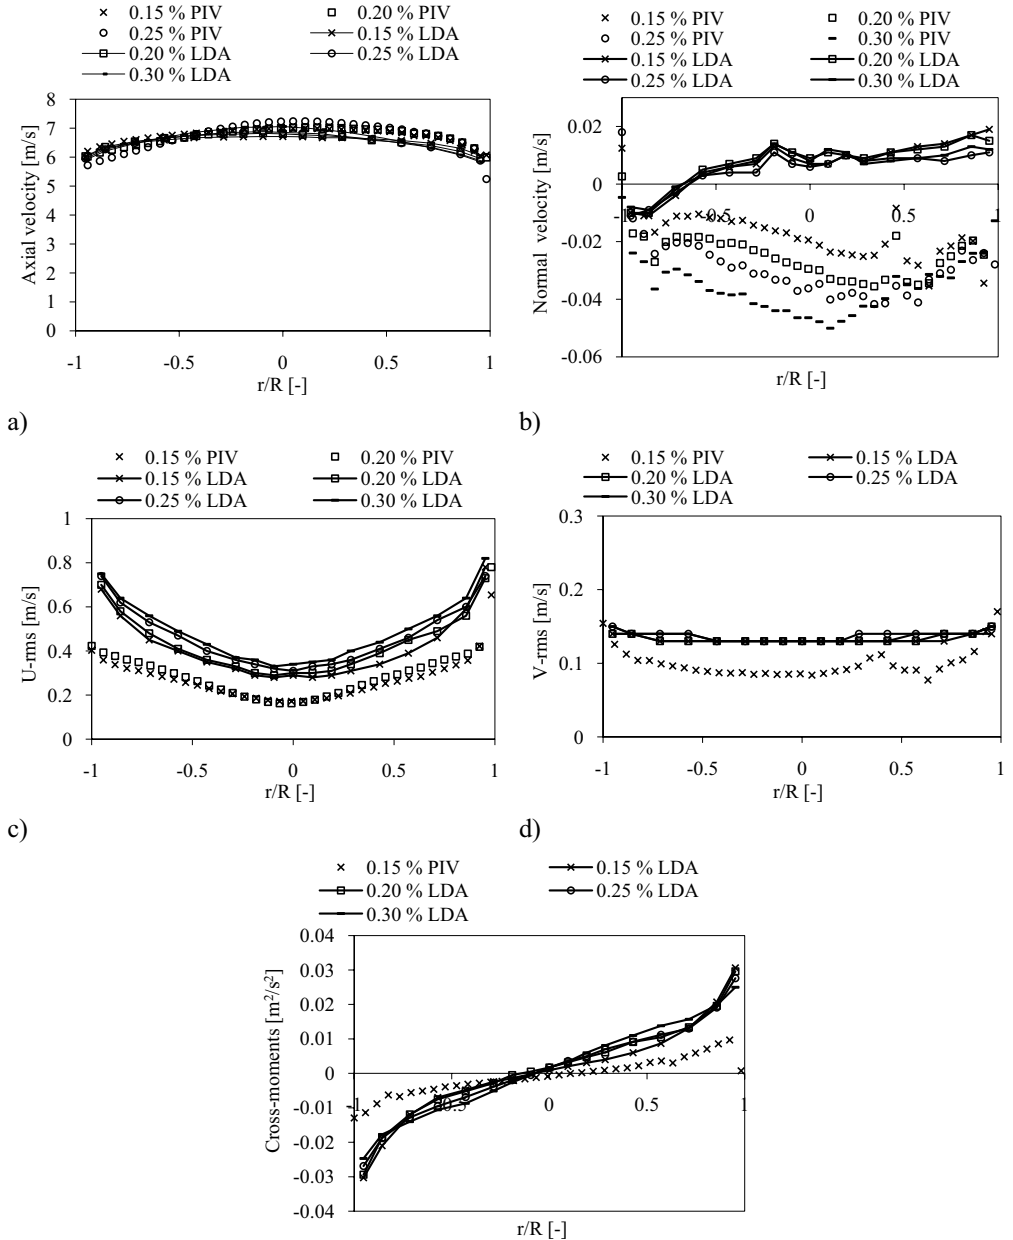 0.15 % PIV 0.20 % PIV
0.25 % PIV 0.15 % LDA
0.20 % LDA 0.25 % LDA
0.30 % LDA
8
7
6
5
4
3
2
1
0
Axial velocity [m/s]
-1 -0.5 0 0.5 1
r/R [-]
a)
0.15 % PIV 0.20 % PIV
0.25 % PIV 0.30 % PIV
0.15 % LDA 0.20 % LDA
0.25 % LDA 0.30 % LDA
0.02
0
-0.02
-0.04
-0.06
Normal velocity [m/s]
-1 -0.5 0 0.5 1
r/R [-]
b)
0.15 % PIV 0.20 % PIV
0.15 % LDA 0.20 % LDA
0.25 % LDA 0.30 % LDA
1
0.8
0.6
0.4
0.2
0
U-rms [m/s]
-1 -0.5 0 0.5 1
r/R [-]
c)
0.15 % PIV 0.15 % LDA
0.20 % LDA 0.25 % LDA
0.30 % LDA
0.3
0.2
0.1
0
V-rms [m/s]
-1 -0.5 0 0.5 1
r/R [-]
d)
0.15 % PIV 0.15 % LDA
0.20 % LDA 0.25 % LDA
0.30 % LDA
0.04
0.03
0.02
0.01
0
-0.01
-0.02
-0.03
-0.04
Cross-moments [m²/s²]
-1 -0.5 0 0.5 1
r/R [-]